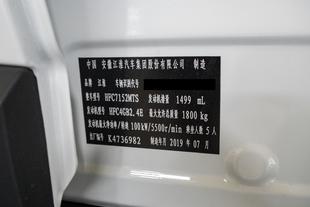 中国 安徽江淮汽车集团股份有限公司 制造
品牌 江淮 车辆识别代号
整车型号 HFC7152MTS 发动机排量 1499 mL
发动机型号 HFC4GB2.4E 最大允许总质量 1800 kg
发动机最大净功率/转速 100kW/5500r/min 乘坐人数 5人
出厂编号 K4736982 制造年月 2019 年 07 月